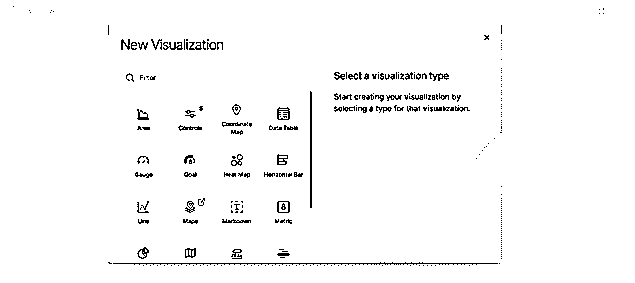 New Visualization
Filter
Select a visualization type
Start creating your visualization by
selecting a type for that visualization.
Area
Controls
Coordinate
Map
Data Table
Gauge
Goal
Heat Map
Horizontal Bar
Line
Maps
Markdown
Metric